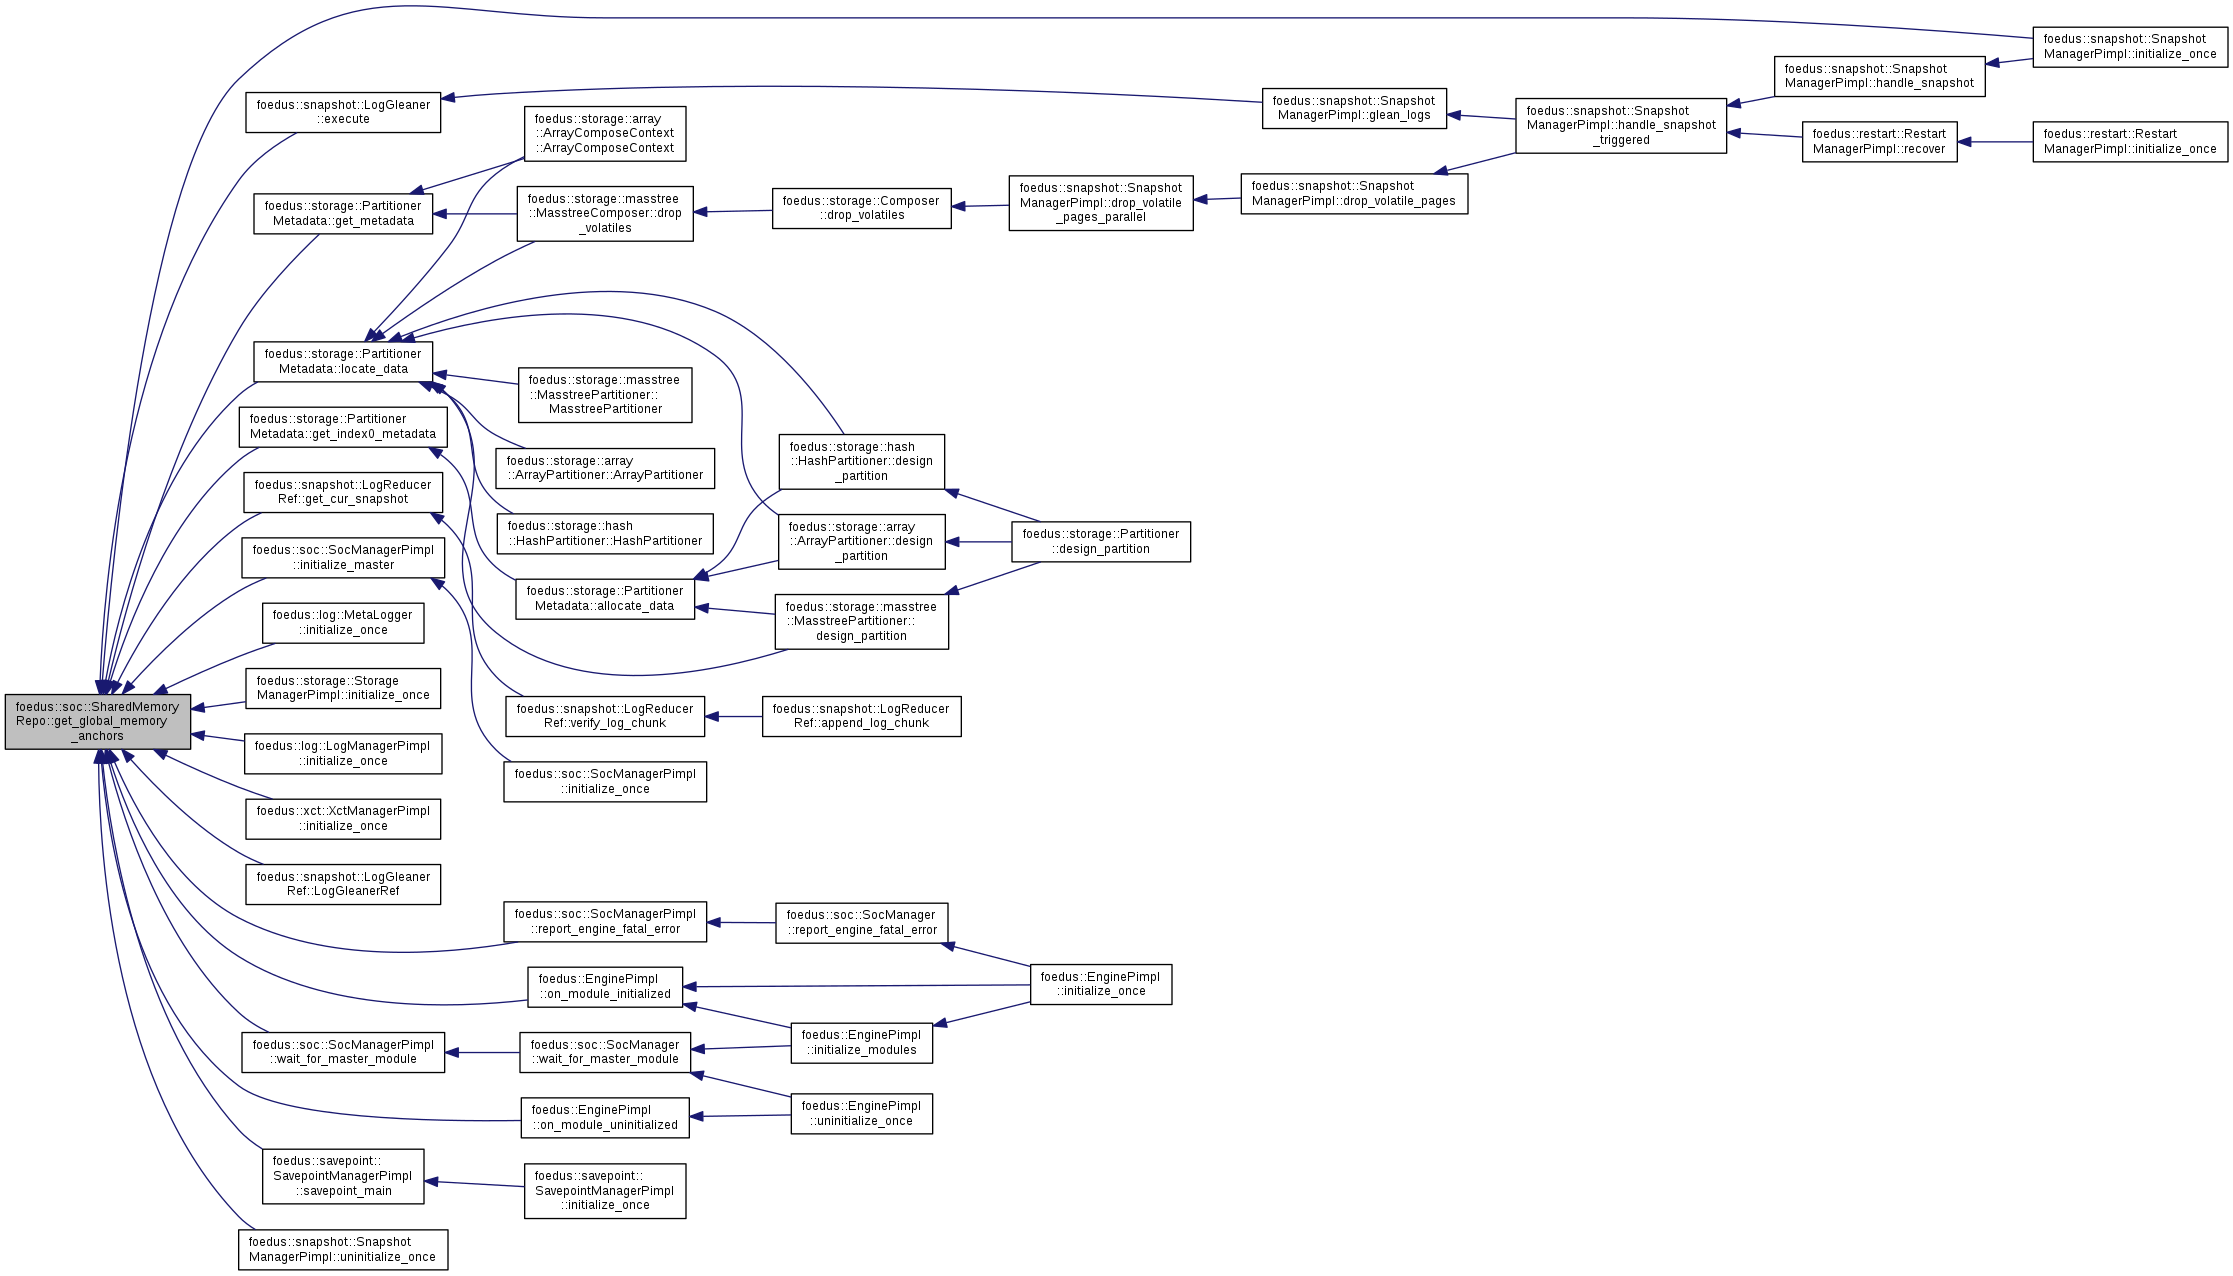 foedus::soc::SharedMemory
Repo::get_global_memory
_anchors
foedus::snapshot::LogGleaner
::execute
foedus::storage::Partitioner
Metadata::get_metadata
foedus::storage::Partitioner
Metadata::locate_data
foedus::storage::Partitioner
Metadata::get_index0_metadata
foedus::snapshot::LogReducer
Ref::get_cur_snapshot
foedus::soc::SocManagerPimpl
::initialize_master
foedus::log::MetaLogger
::initialize_once
foedus::storage::Storage
ManagerPimpl::initialize_once
foedus::log::LogManagerPimpl
::initialize_once
foedus::xct::XctManagerPimpl
::initialize_once
foedus::snapshot::LogGleaner
Ref::LogGleanerRef
foedus::soc::SocManagerPimpl
::wait_for_master_module
foedus::savepoint::
SavepointManagerPimpl
::savepoint_main
foedus::snapshot::Snapshot
ManagerPimpl::uninitialize_once
foedus::storage::array
::ArrayComposeContext
::ArrayComposeContext
foedus::storage::masstree
::MasstreeComposer::drop
_volatiles
foedus::storage::masstree
::MasstreePartitioner::
MasstreePartitioner
foedus::storage::array
::ArrayPartitioner::ArrayPartitioner
foedus::storage::hash
::HashPartitioner::HashPartitioner
foedus::storage::Partitioner
Metadata::allocate_data
foedus::snapshot::LogReducer
Ref::verify_log_chunk
foedus::soc::SocManagerPimpl
::initialize_once
foedus::soc::SocManagerPimpl
::report_engine_fatal_error
foedus::EnginePimpl
::on_module_initialized
foedus::soc::SocManager
::wait_for_master_module
foedus::EnginePimpl
::on_module_uninitialized
foedus::savepoint::
SavepointManagerPimpl
::initialize_once
foedus::storage::Composer
::drop_volatiles
foedus::storage::hash
::HashPartitioner::design
_partition
foedus::storage::array
::ArrayPartitioner::design
_partition
foedus::storage::masstree
::MasstreePartitioner::
design_partition
foedus::snapshot::LogReducer
Ref::append_log_chunk
foedus::soc::SocManager
::report_engine_fatal_error
foedus::EnginePimpl
::initialize_modules
foedus::EnginePimpl
::uninitialize_once
foedus::snapshot::Snapshot
ManagerPimpl::drop_volatile
_pages_parallel
foedus::storage::Partitioner
::design_partition
foedus::EnginePimpl
::initialize_once
foedus::snapshot::Snapshot
ManagerPimpl::glean_logs
foedus::snapshot::Snapshot
ManagerPimpl::drop_volatile_pages
foedus::snapshot::Snapshot
ManagerPimpl::handle_snapshot
_triggered
foedus::snapshot::Snapshot
ManagerPimpl::handle_snapshot
foedus::restart::Restart
ManagerPimpl::recover
foedus::snapshot::Snapshot
ManagerPimpl::initialize_once
foedus::restart::Restart
ManagerPimpl::initialize_once